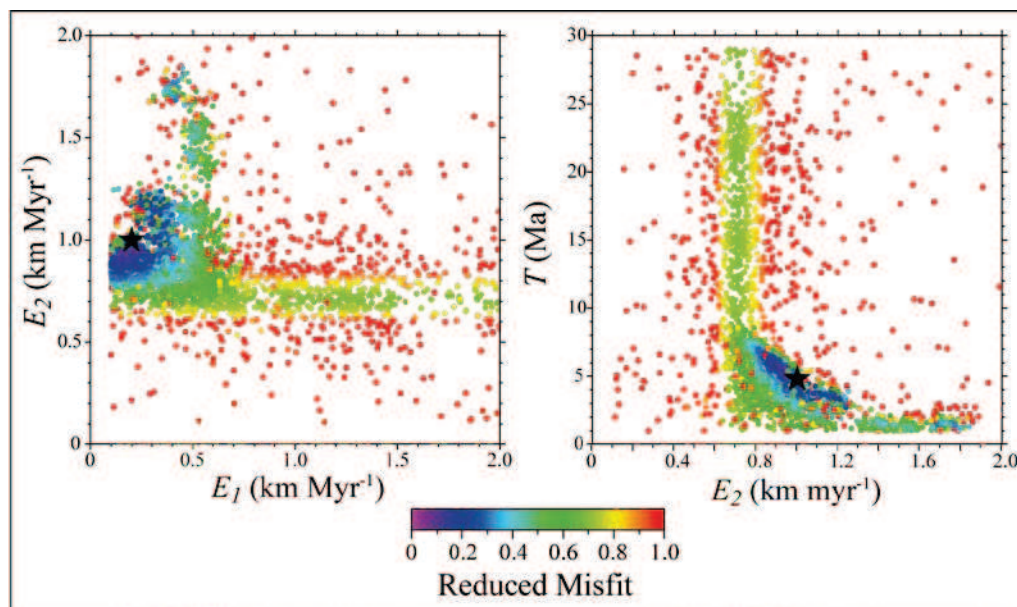 2.0
1.5
1.0
0.5
0
0 0.5 1.0 1.5 2.0
E2 (km Myr-1)
E1 (km Myr-1)
30
25
20
15
10
5
0
0 0.4 0.8 1.2 1.6 2.0
T (Ma)
E2 (km myr-1)
0 0.2 0.4 0.6 0.8 1.0
Reduced Misfit